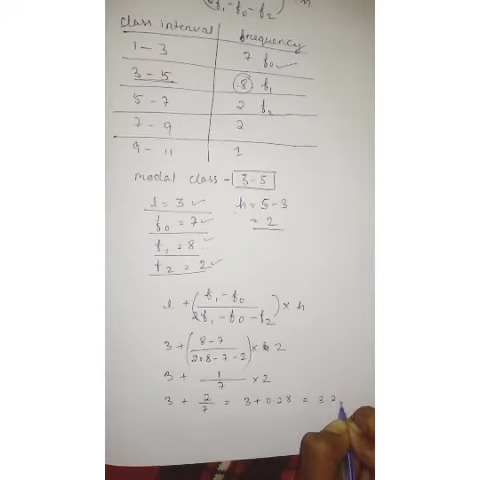 f₁-f₀-f₂) h
class interval frequency
1 - 3 7 f₀ ✓
3 - 5 8 f₁
5 - 7 2 f₂
7 - 9 2
9 - 11 1
modal class - 3-5
l = 3 ✓ h = 5-3
f₀ = 7 ✓ = 2
f₁ = 8 ✓
f₂ = 2 ✓
l + (f₁-f₀ / 2f₁-f₀-f₂) × h
3 + (8-7 / 2×8-7-2) × 2
3 + 1/7 × 2
3 + 2/7 = 3 + 0.28 = 3.2